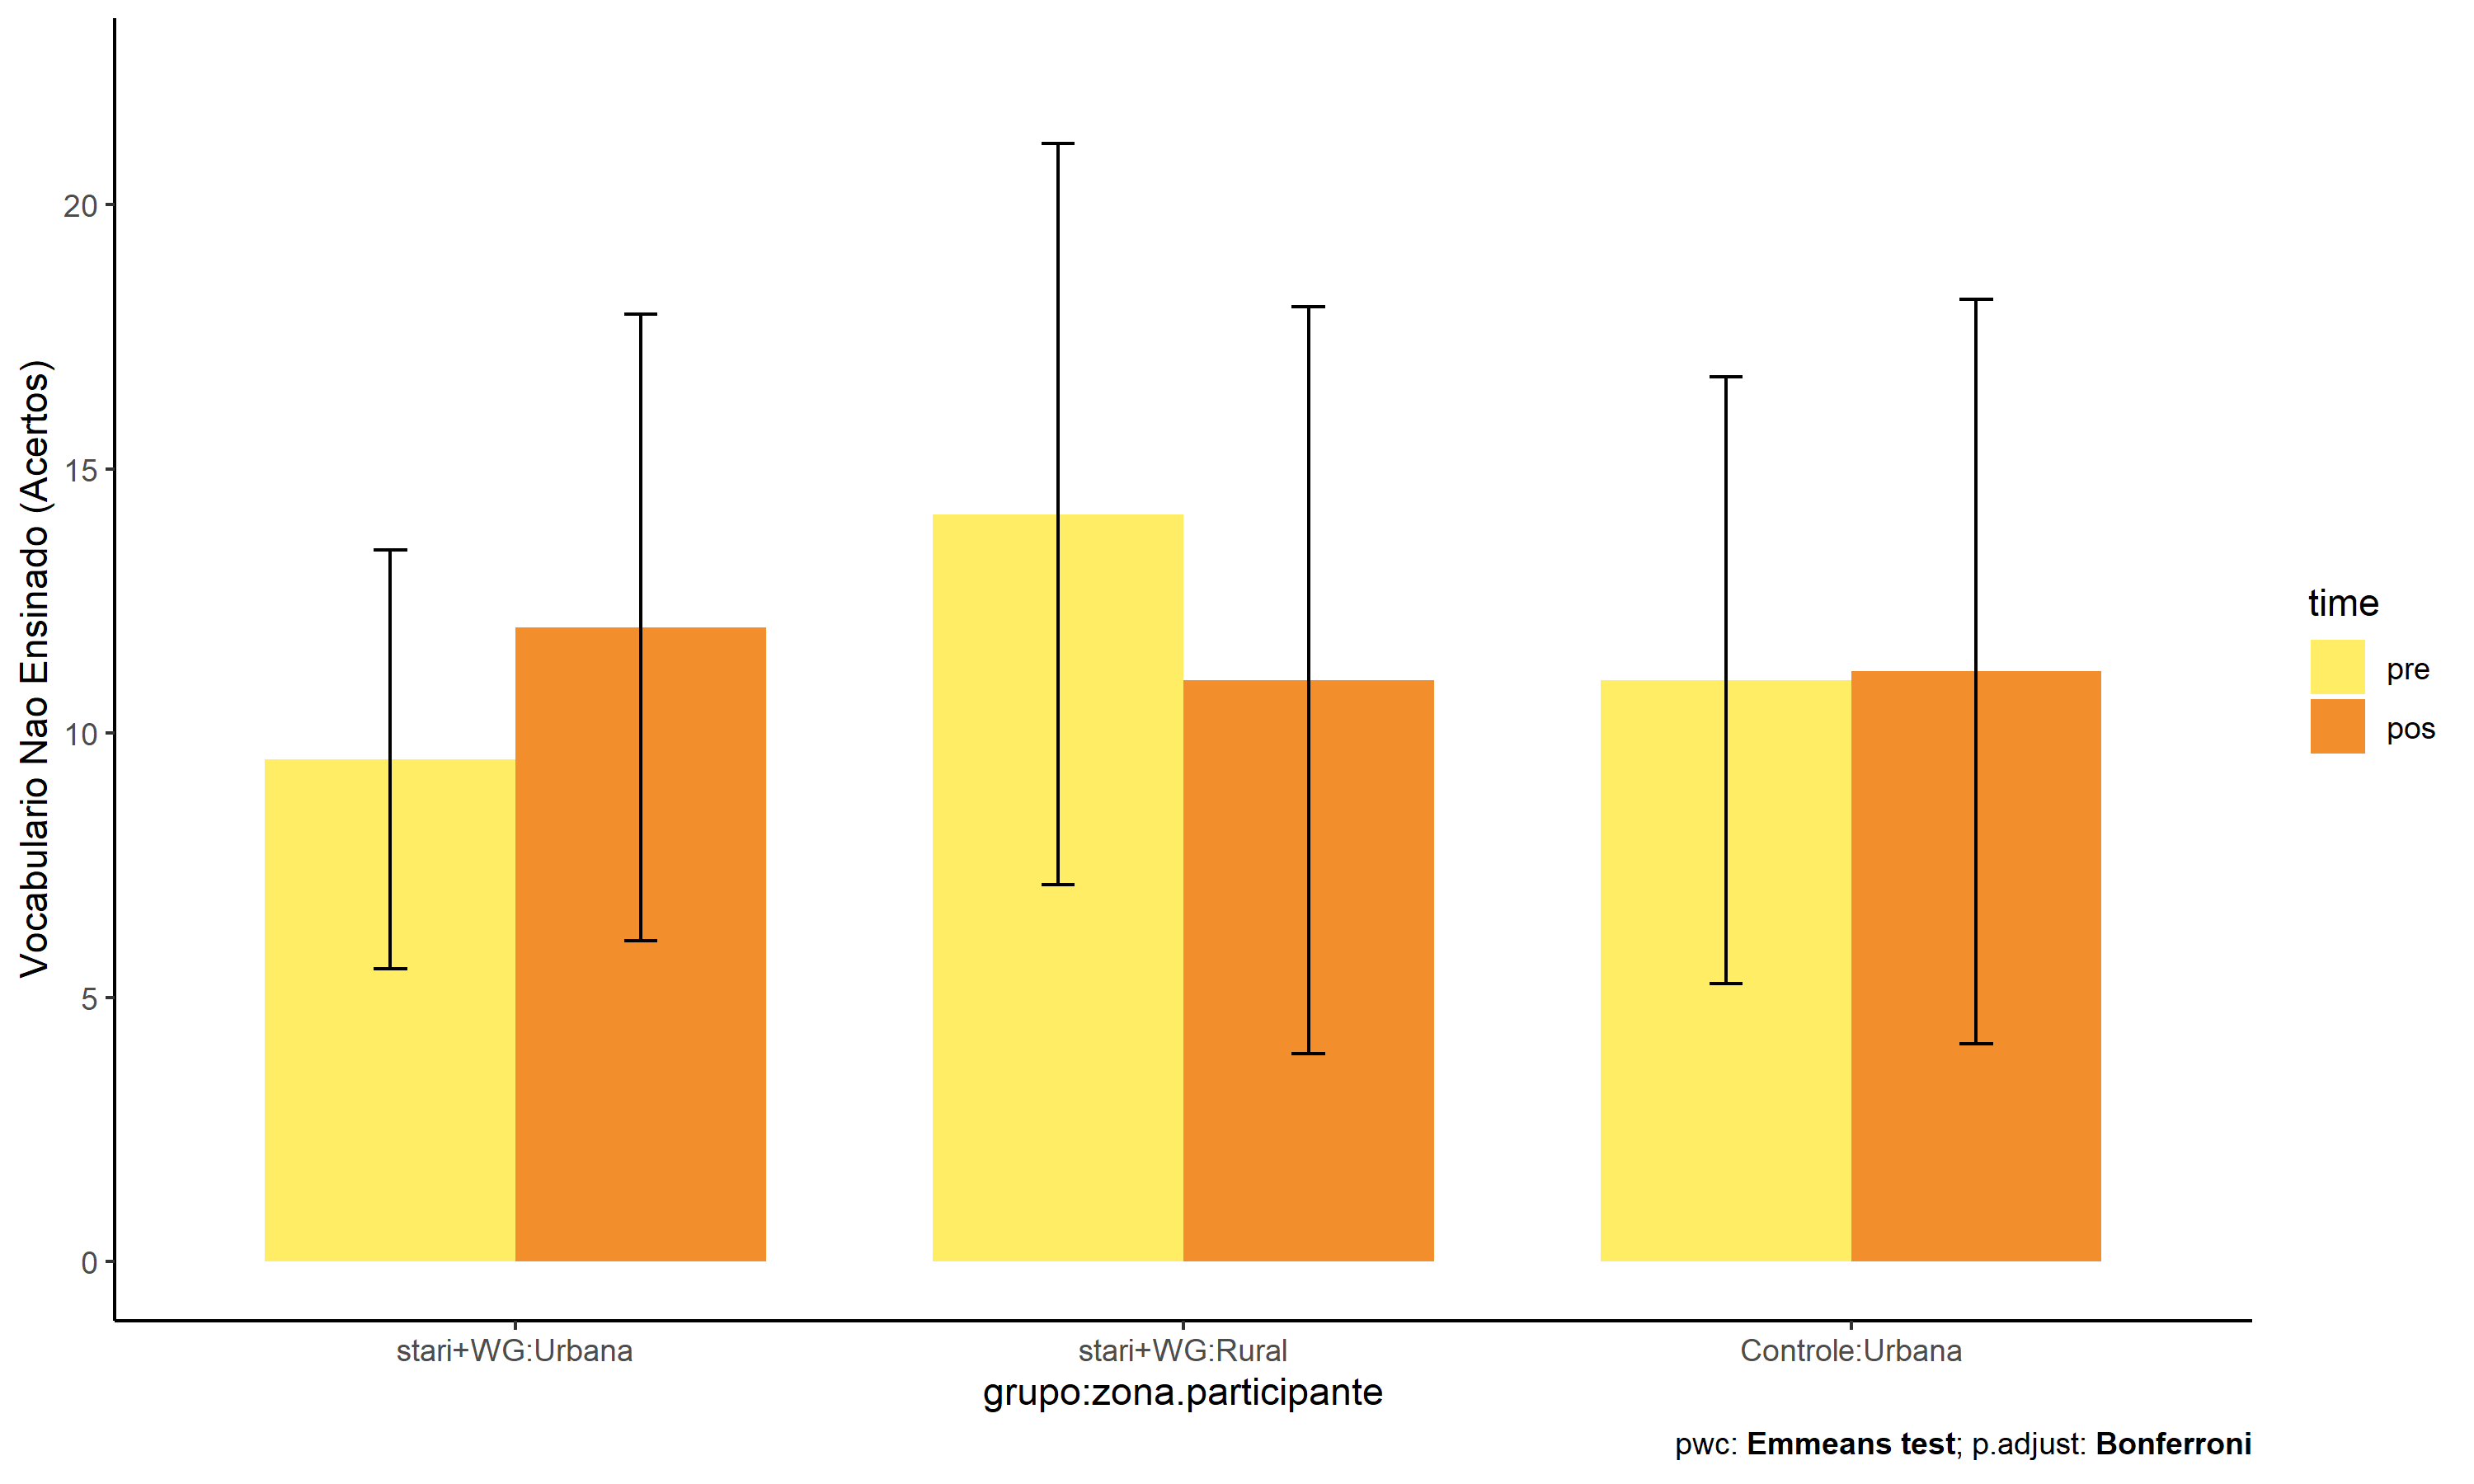 Vocabulario Nao Ensinado (Acertos)
20
15
10
5
0
stari+WG:Urbana
stari+WG:Rural
Controle:Urbana
grupo:zona.participante
time
pre
pos
pwc: Emmeans test; p.adjust: Bonferroni